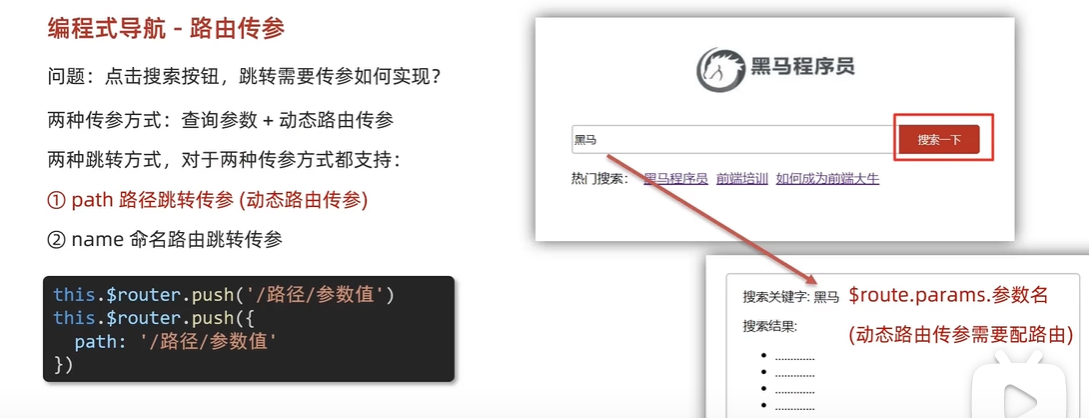 编程式导航 - 路由传参
问题：点击搜索按钮，跳转需要传参如何实现？
两种传参方式：查询参数 + 动态路由传参
两种跳转方式，对于两种传参方式都支持：
① path 路径跳转传参 (动态路由传参)
② name 命名路由跳转传参
this.$router.push('/路径/参数值')
this.$router.push({
path: '/路径/参数值'
})
黑马程序员
黑马
搜索一下
热门搜索： 黑马程序员 前端培训 如何成为前端大牛
搜索关键字: 黑马 $route.params.参数名
搜索结果: (动态路由传参需要配路由)
.............
.............
.............
.............